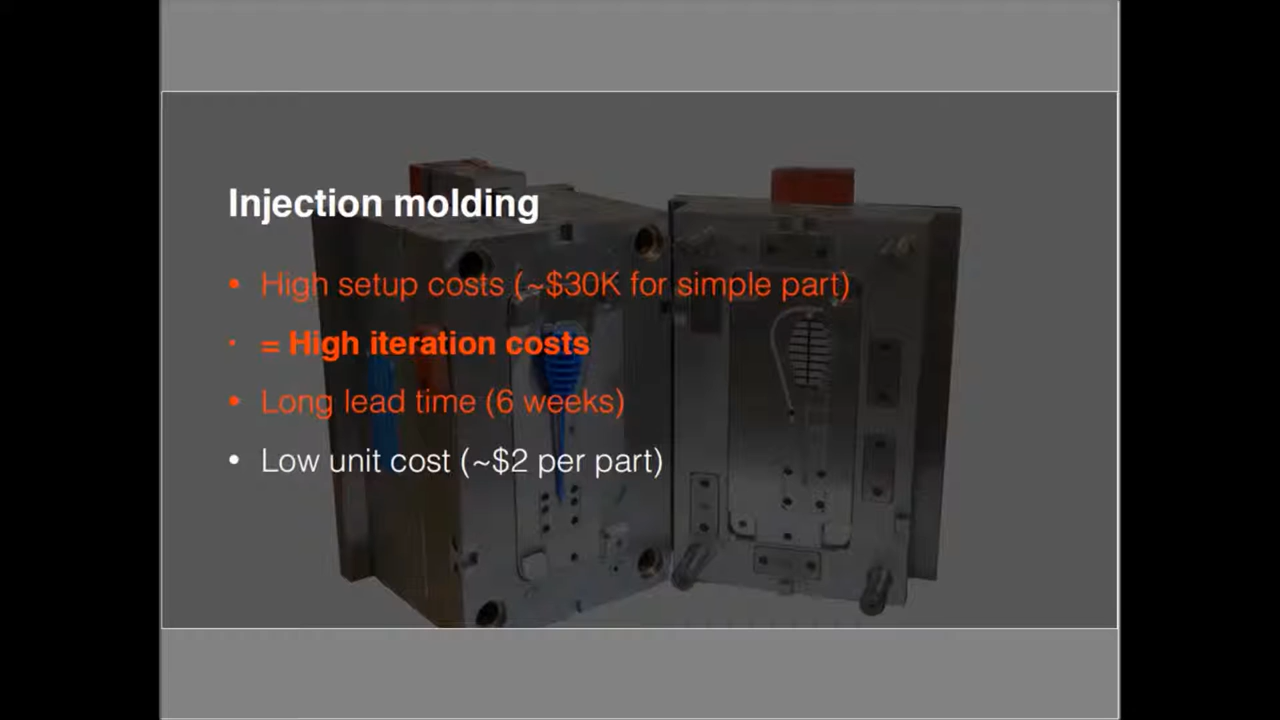 Injection molding
• High setup costs (~$30K for simple part)
• = High iteration costs
• Long lead time (6 weeks)
• Low unit cost (~$2 per part)